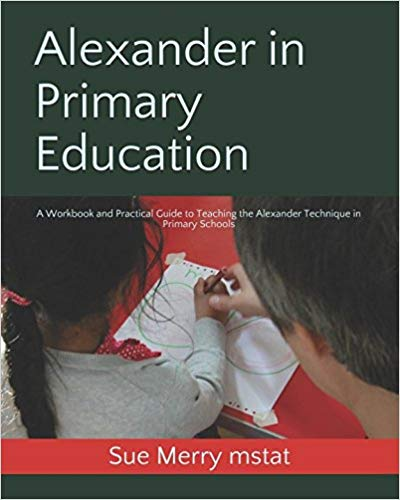 Alexander in
Primary
Education
A Workbook and Practical Guide to Teaching the Alexander Technique in
Primary Schools
Sue Merry mstat